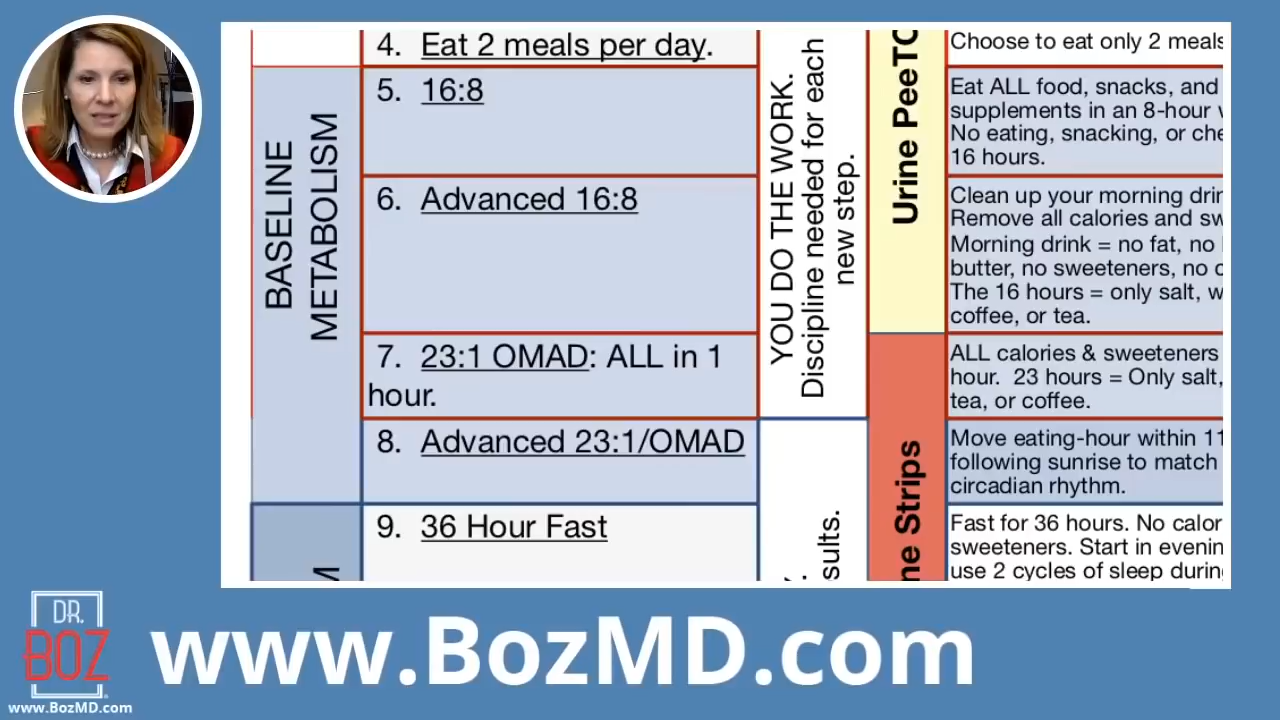 4. Eat 2 meals per day.
5. 16:8
6. Advanced 16:8
7. 23:1 OMAD: ALL in 1
hour.
8. Advanced 23:1/OMAD
9. 36 Hour Fast
BASELINE
METABOLISM
YOU DO THE WORK.
Discipline needed for each
new step.
Urine
Strips
Choose to eat only 2 meals
Eat ALL food, snacks, and
supplements in an 8-hour
No eating, snacking, or
16 hours.
Clean up your morning
Remove all calories and
Morning drink = no fat, no
butter, no sweeteners, no
The 16 hours = only salt,
coffee, or tea.
ALL calories & sweeteners
hour. 23 hours = Only salt,
tea, or coffee.
Move eating-hour within 11
following sunrise to match
circadian rhythm.
Fast for 36 hours. No
sweeteners. Start in
use 2 cycles of sleep
DR.
BOZ
www.BozMD.com
www.BozMD.com